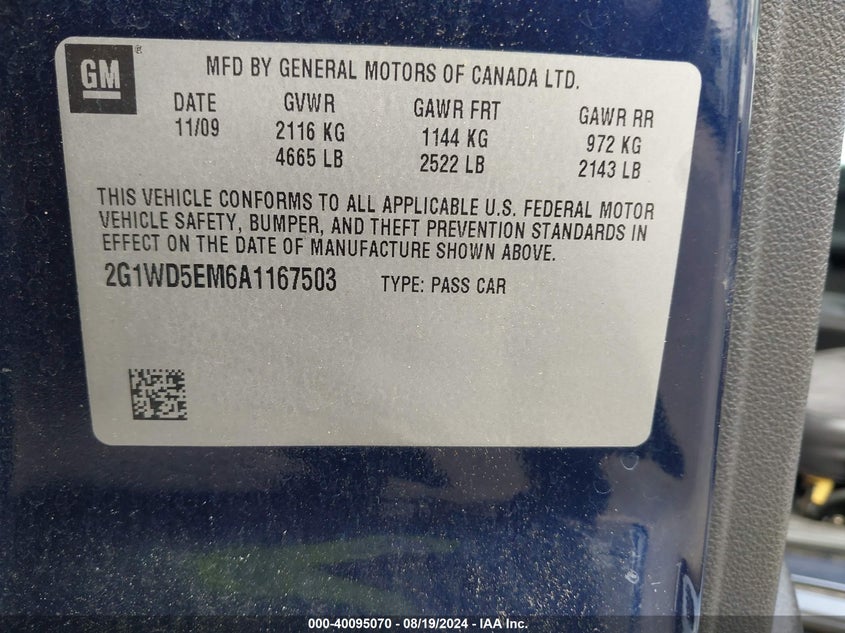 GM
MFD BY GENERAL MOTORS OF CANADA LTD.
DATE GVWR GAWR FRT GAWR RR
11/09 2116 KG 1144 KG 972 KG
4665 LB 2522 LB 2143 LB
THIS VEHICLE CONFORMS TO ALL APPLICABLE U.S. FEDERAL MOTOR
VEHICLE SAFETY, BUMPER, AND THEFT PREVENTION STANDARDS IN
EFFECT ON THE DATE OF MANUFACTURE SHOWN ABOVE.
2G1WD5EM6A1167503 TYPE: PASS CAR
000-40095070 - 08/19/2024 - IAA Inc.